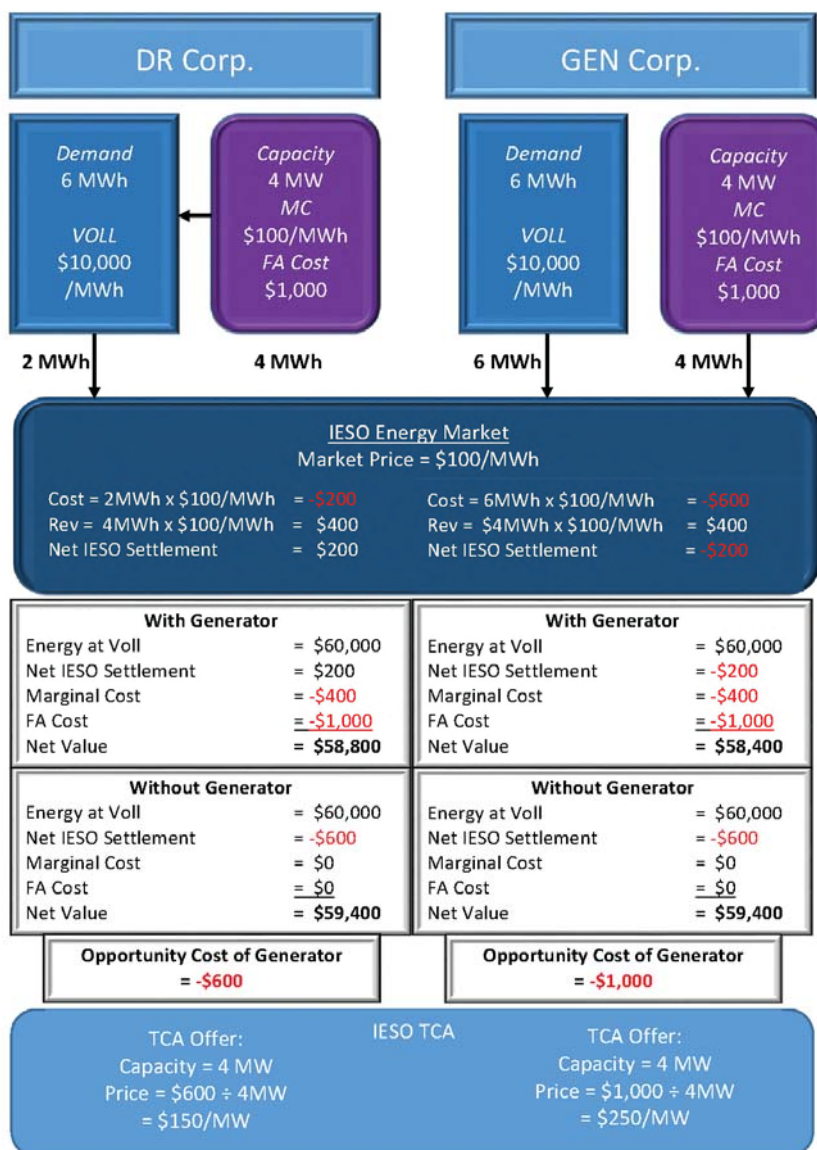 DR Corp.
GEN Corp.
Demand
6 MWh
VOLL
$10,000
/MWh
Capacity
4 MW
MC
$100/MWh
FA Cost
$1,000
Demand
6 MWh
VOLL
$10,000
/MWh
Capacity
4 MW
MC
$100/MWh
FA Cost
$1,000
2 MWh
4 MWh
6 MWh
4 MWh
IESO Energy Market
Market Price = $100/MWh
Cost = 2MWh x $100/MWh = -$200
Rev = 4MWh x $100/MWh = $400
Net IESO Settlement = $200
Cost = 6MWh x $100/MWh = -$600
Rev = $4MWh x $100/MWh = $400
Net IESO Settlement = -$200
With Generator
Energy at Voll = $60,000
Net IESO Settlement = $200
Marginal Cost = -$400
FA Cost = -$1,000
Net Value = $58,800
With Generator
Energy at Voll = $60,000
Net IESO Settlement = -$200
Marginal Cost = -$400
FA Cost = -$1,000
Net Value = $58,400
Without Generator
Energy at Voll = $60,000
Net IESO Settlement = -$600
Marginal Cost = $0
FA Cost = $0
Net Value = $59,400
Without Generator
Energy at Voll = $60,000
Net IESO Settlement = -$600
Marginal Cost = $0
FA Cost = $0
Net Value = $59,400
Opportunity Cost of Generator
= -$600
Opportunity Cost of Generator
= -$1,000
IESO TCA
TCA Offer:
Capacity = 4 MW
Price = $600 ÷ 4MW
= $150/MW
TCA Offer:
Capacity = 4 MW
Price = $1,000 ÷ 4MW
= $250/MW